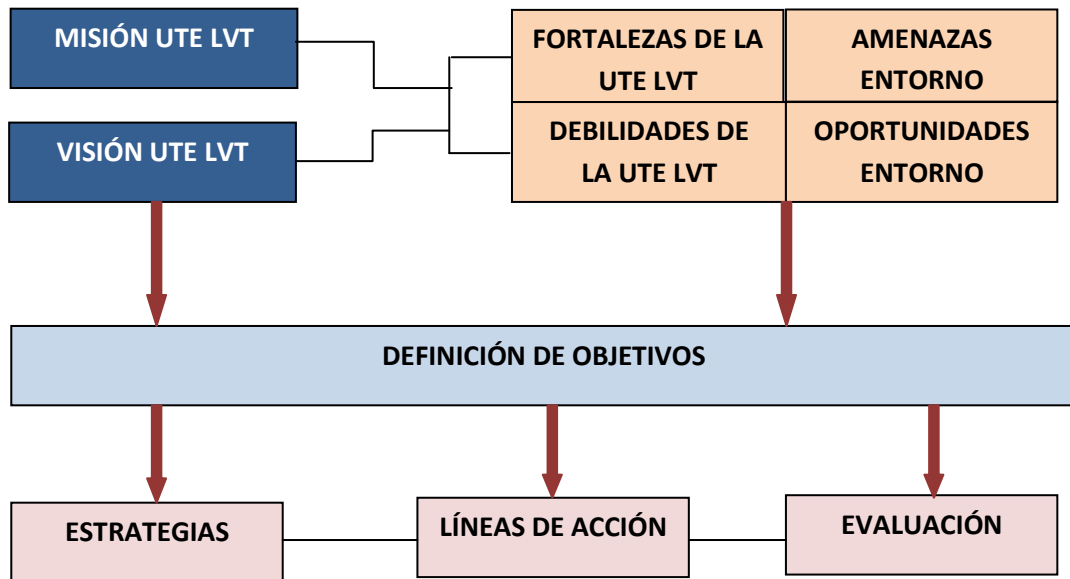 MISIÓN UTE LVT
VISIÓN UTE LVT
FORTALEZAS DE LA
UTE LVT
AMENAZAS
ENTORNO
DEBILIDADES DE
LA UTE LVT
OPORTUNIDADES
ENTORNO
DEFINICIÓN DE OBJETIVOS
ESTRATEGIAS
LÍNEAS DE ACCIÓN
EVALUACIÓN